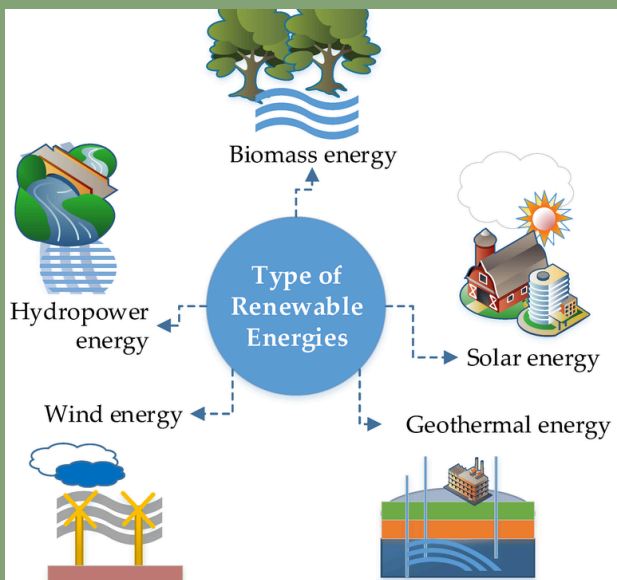 Biomass energy
Type of
Renewable
Energies
Hydropower
energy
Solar energy
Wind energy
Geothermal energy